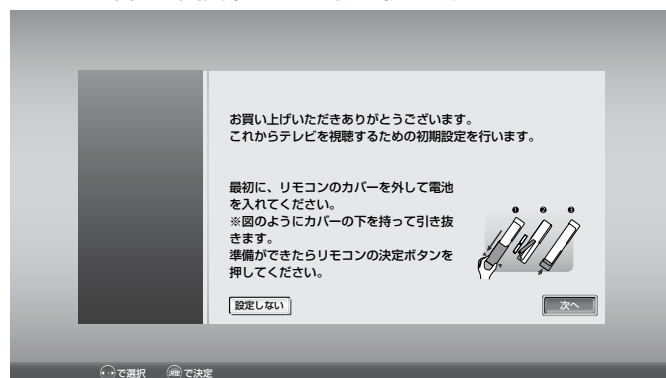 お買い上げいただきありがとうございます。
これからテレビを視聴するための初期設定を行います。
最初に、リモコンのカバーを外して電池
を入れてください。
※図のようにカバーの下を持って引き抜
きます。
準備ができたらリモコンの決定ボタンを
押してください。
❶ ❷ ❸
設定しない
次へ
で選択 決定で決定